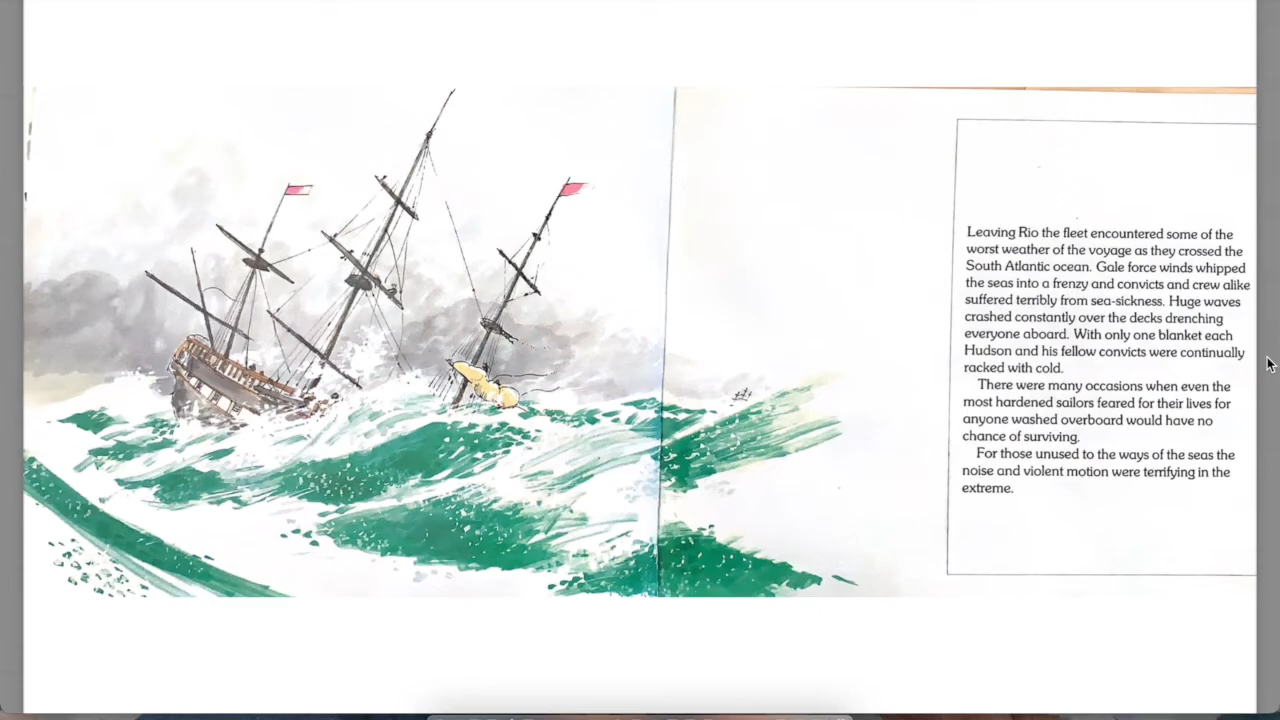 Leaving Rio the fleet encountered some of the
worst weather of the voyage as they crossed the
South Atlantic ocean. Gale force winds whipped
the seas into a frenzy and convicts and crew alike
suffered terribly from sea-sickness. Huge waves
crashed constantly over the decks drenching
everyone aboard. With only one blanket each
Hudson and his fellow convicts were continually
racked with cold.
There were many occasions when even the
most hardened sailors feared for their lives for
anyone washed overboard would have no
chance of surviving.
For those unused to the ways of the seas the
noise and violent motion were terrifying in the
extreme.